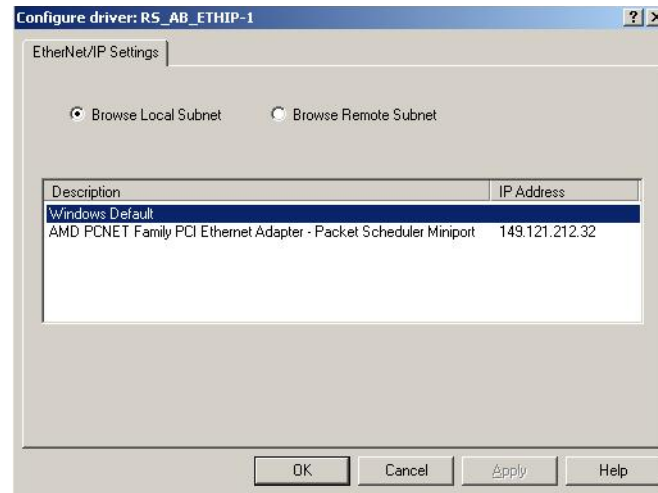 Configure driver: RS_AB_ETHIP-1
EtherNet/IP Settings
Browse Local Subnet Browse Remote Subnet
Description IP Address
Windows Default
AMD PCNET Family PCI Ethernet Adapter - Packet Scheduler Miniport 149.121.212.32
OK Cancel Apply Help